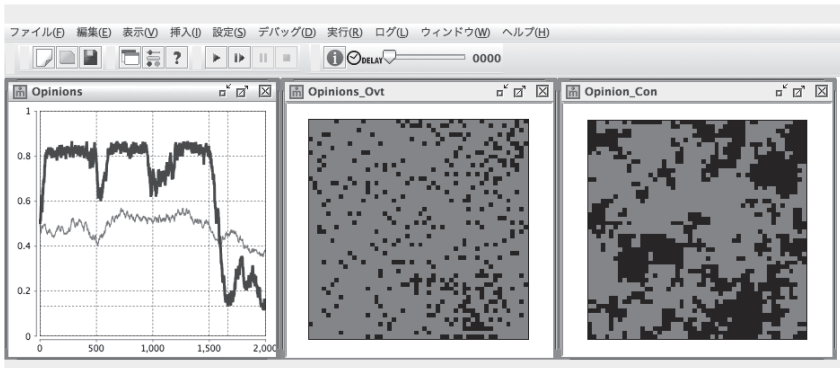 ファイル(F) 編集(E) 表示(V) 挿入(I) 設定(S) デバッグ(D) 実行(R) ログ(L) ウィンドウ(W) ヘルプ(H)
? i DELAY 0000
Opinions
Opinions_Ovt
Opinion_Con
1
0.8
0.6
0.4
0.2
0
0 500 1,000 1,500 2,000